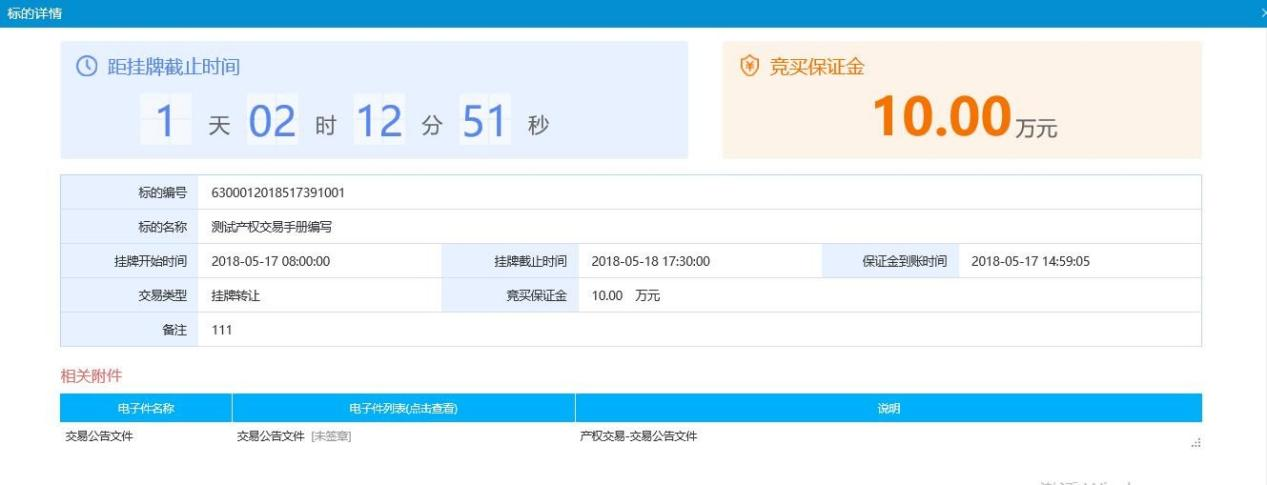 标的详情
距挂牌截止时间
1 天 02 时 12 分 51 秒
竞买保证金
10.00 万元
标的编号 6300012018517391001
标的名称 测试产权交易手册编写
挂牌开始时间 2018-05-17 08:00:00 挂牌截止时间 2018-05-18 17:30:00 保证金到账时间 2018-05-17 14:59:05
交易类型 挂牌转让 竞买保证金 10.00 万元
备注 111
相关附件
电子件名称 电子件列表(点击查看) 说明
交易公告文件 交易公告文件 [未签章] 产权交易-交易公告文件